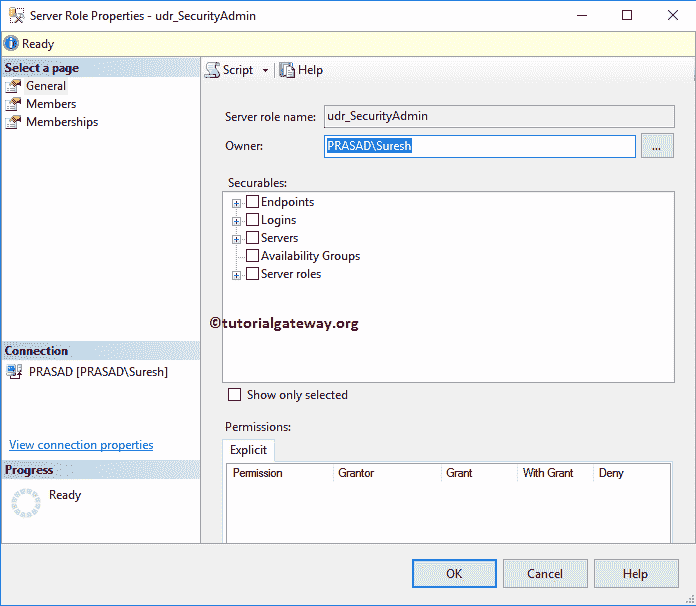 Server Role Properties - udr_SecurityAdmin
Ready
Select a page
General
Members
Memberships
Script
Help
Server role name:
udr_SecurityAdmin
Owner:
PRASAD\Suresh
...
Securables:
Endpoints
Logins
Servers
Availability Groups
Server roles
©tutorialgateway.org
Show only selected
Permissions:
Explicit
Permission Grantor Grant With Grant Deny
Connection
PRASAD [PRASAD\Suresh]
View connection properties
Progress
Ready
OK Cancel Help